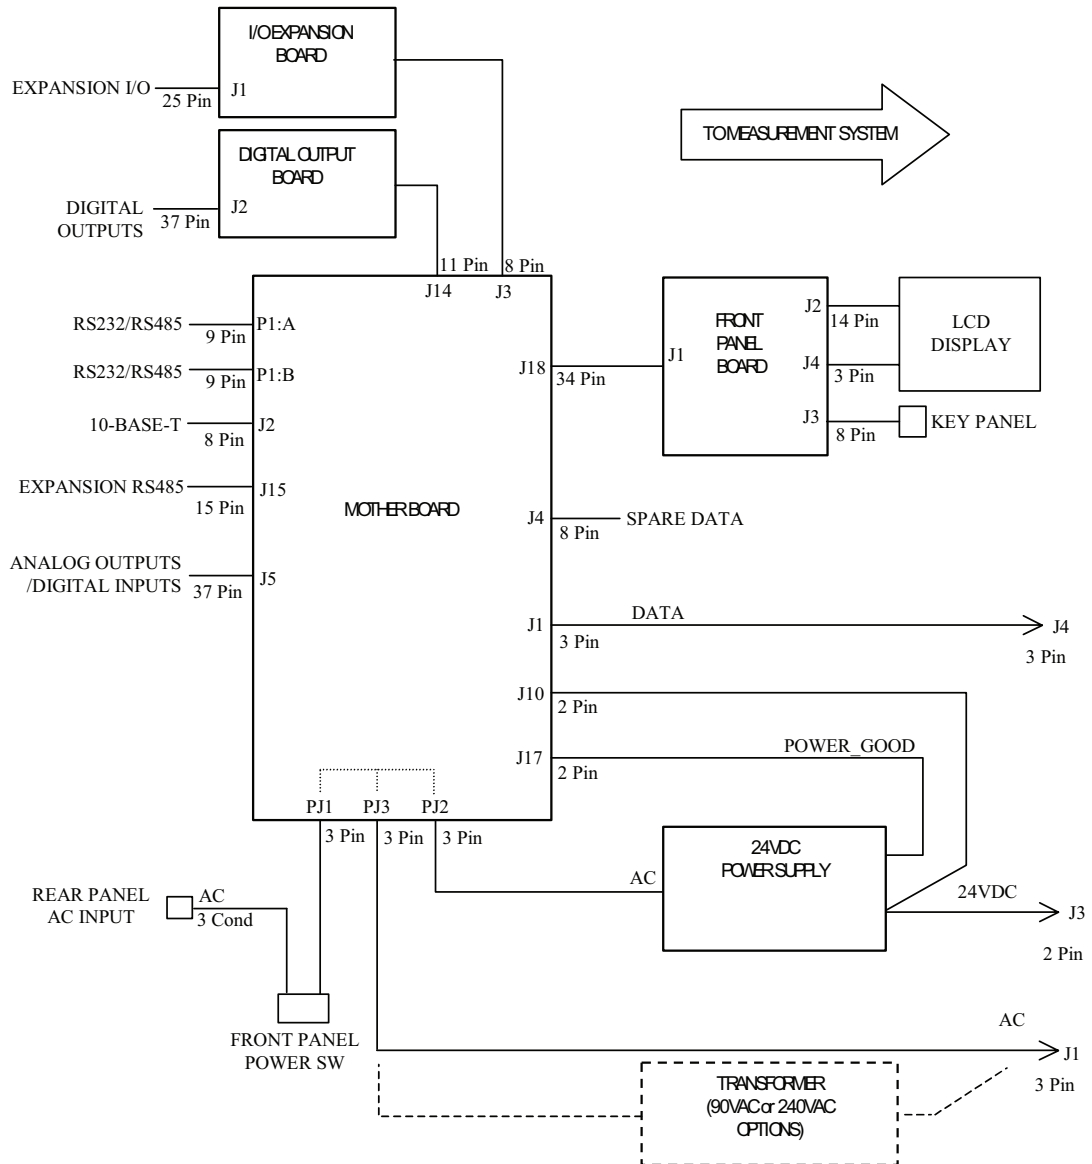 I/O EXPANSION
BOARD
EXPANSION I/O
J1
25 Pin
TO MEASUREMENT SYSTEM
DIGITAL OUTPUT
BOARD
DIGITAL
OUTPUTS
J2
37 Pin
11 Pin
8 Pin
J14
J3
RS232/RS485
P1:A
9 Pin
RS232/RS485
P1:B
9 Pin
10-BASE-T
J2
8 Pin
EXPANSION RS485
J15
15 Pin
ANALOG OUTPUTS
/DIGITAL INPUTS
J5
37 Pin
MOTHER BOARD
J18
34 Pin
J1
FRONT
PANEL
BOARD
J2
14 Pin
J4
3 Pin
J3
8 Pin
LCD
DISPLAY
KEY PANEL
J4
8 Pin
SPARE DATA
J1
3 Pin
DATA
J4
3 Pin
J10
2 Pin
J17
2 Pin
POWER_GOOD
PJ1
PJ3
PJ2
3 Pin
3 Pin
3 Pin
24VDC
POWER SUPPLY
AC
24VDC
J3
2 Pin
REAR PANEL
AC INPUT
AC
3 Cond
FRONT PANEL
POWER SW
AC
J1
3 Pin
TRANSFORMER
(90VAC or 240VAC
OPTIONS)